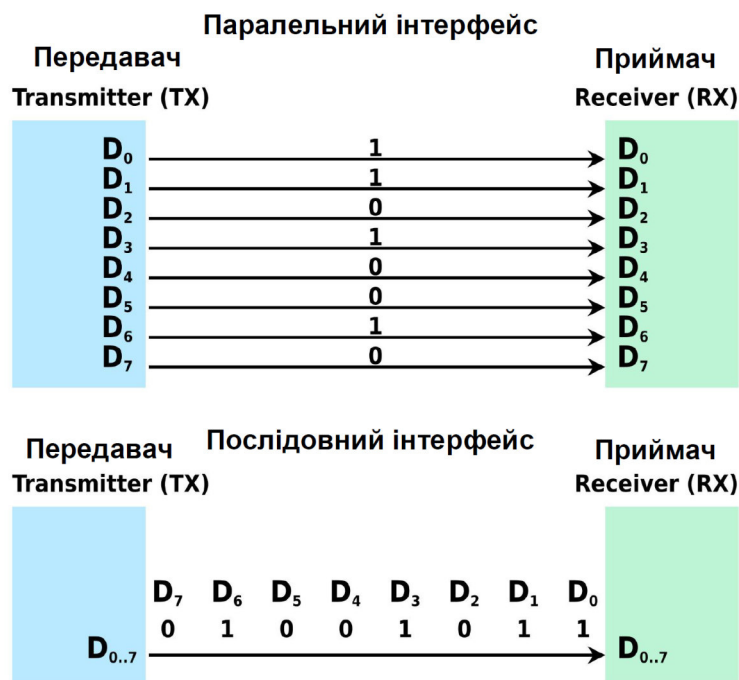 Паралельний інтерфейс
Передавач Приймач
Transmitter (TX) Receiver (RX)
D₀ 1 D₀
D₁ 1 D₁
D₂ 0 D₂
D₃ 1 D₃
D₄ 0 D₄
D₅ 0 D₅
D₆ 1 D₆
D₇ 0 D₇
Передавач Послідовний інтерфейс Приймач
Transmitter (TX) Receiver (RX)
D₇ D₆ D₅ D₄ D₃ D₂ D₁ D₀
0 1 0 0 1 0 1 1
D₀..₇ D₀..₇